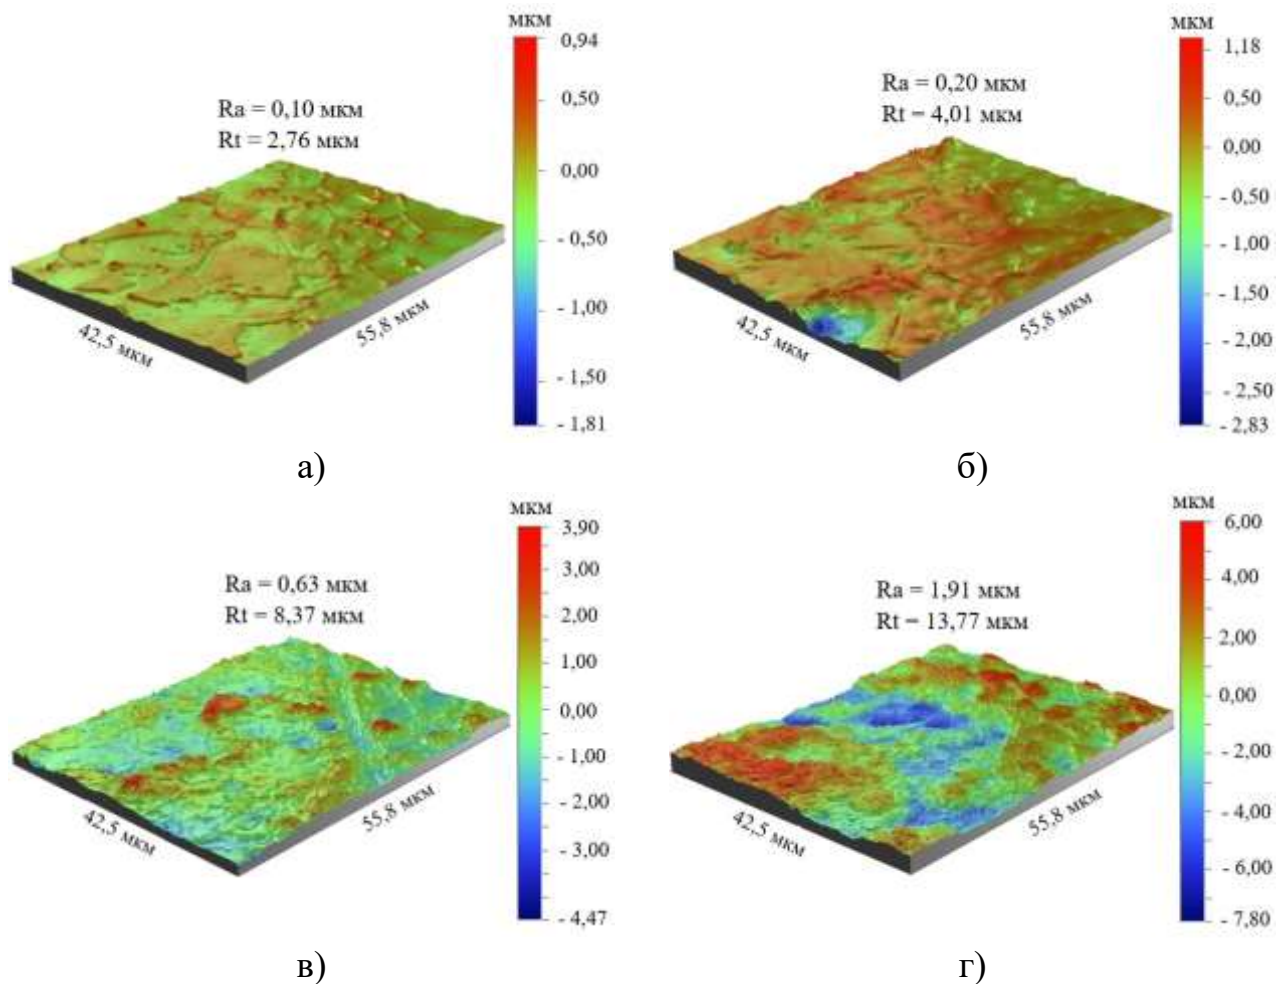 мкм
0,94
0,50
0,00
- 0,50
- 1,00
- 1,50
- 1,81
Ra = 0,10 мкм
Rt = 2,76 мкм
42,5 мкм
55,8 мкм
а)
мкм
1,18
0,50
0,00
- 0,50
- 1,00
- 1,50
- 2,00
- 2,50
- 2,83
Ra = 0,20 мкм
Rt = 4,01 мкм
42,5 мкм
55,8 мкм
б)
мкм
3,90
3,00
2,00
1,00
0,00
- 1,00
- 2,00
- 3,00
- 4,47
Ra = 0,63 мкм
Rt = 8,37 мкм
42,5 мкм
55,8 мкм
в)
мкм
6,00
4,00
2,00
0,00
- 2,00
- 4,00
- 6,00
- 7,80
Ra = 1,91 мкм
Rt = 13,77 мкм
42,5 мкм
55,8 мкм
г)